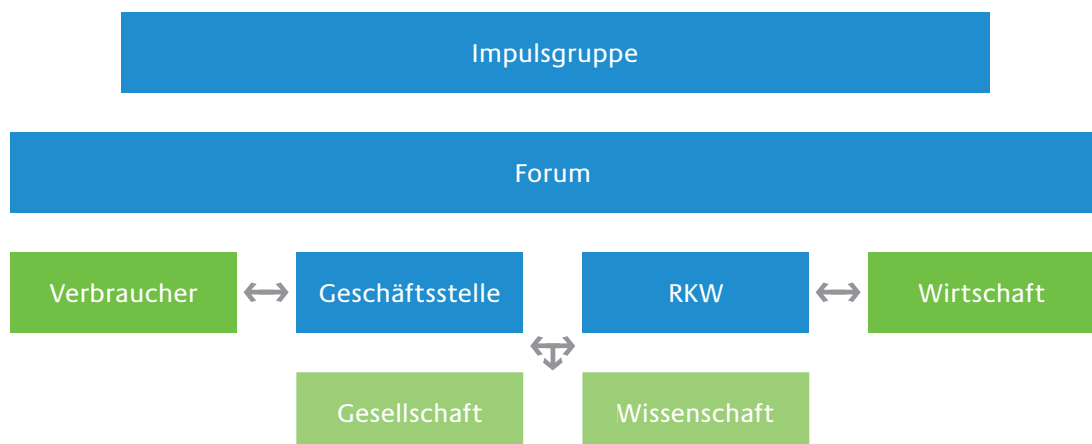 Impulsgruppe
Forum
Verbraucher
Geschäftsstelle
RKW
Wirtschaft
Gesellschaft
Wissenschaft